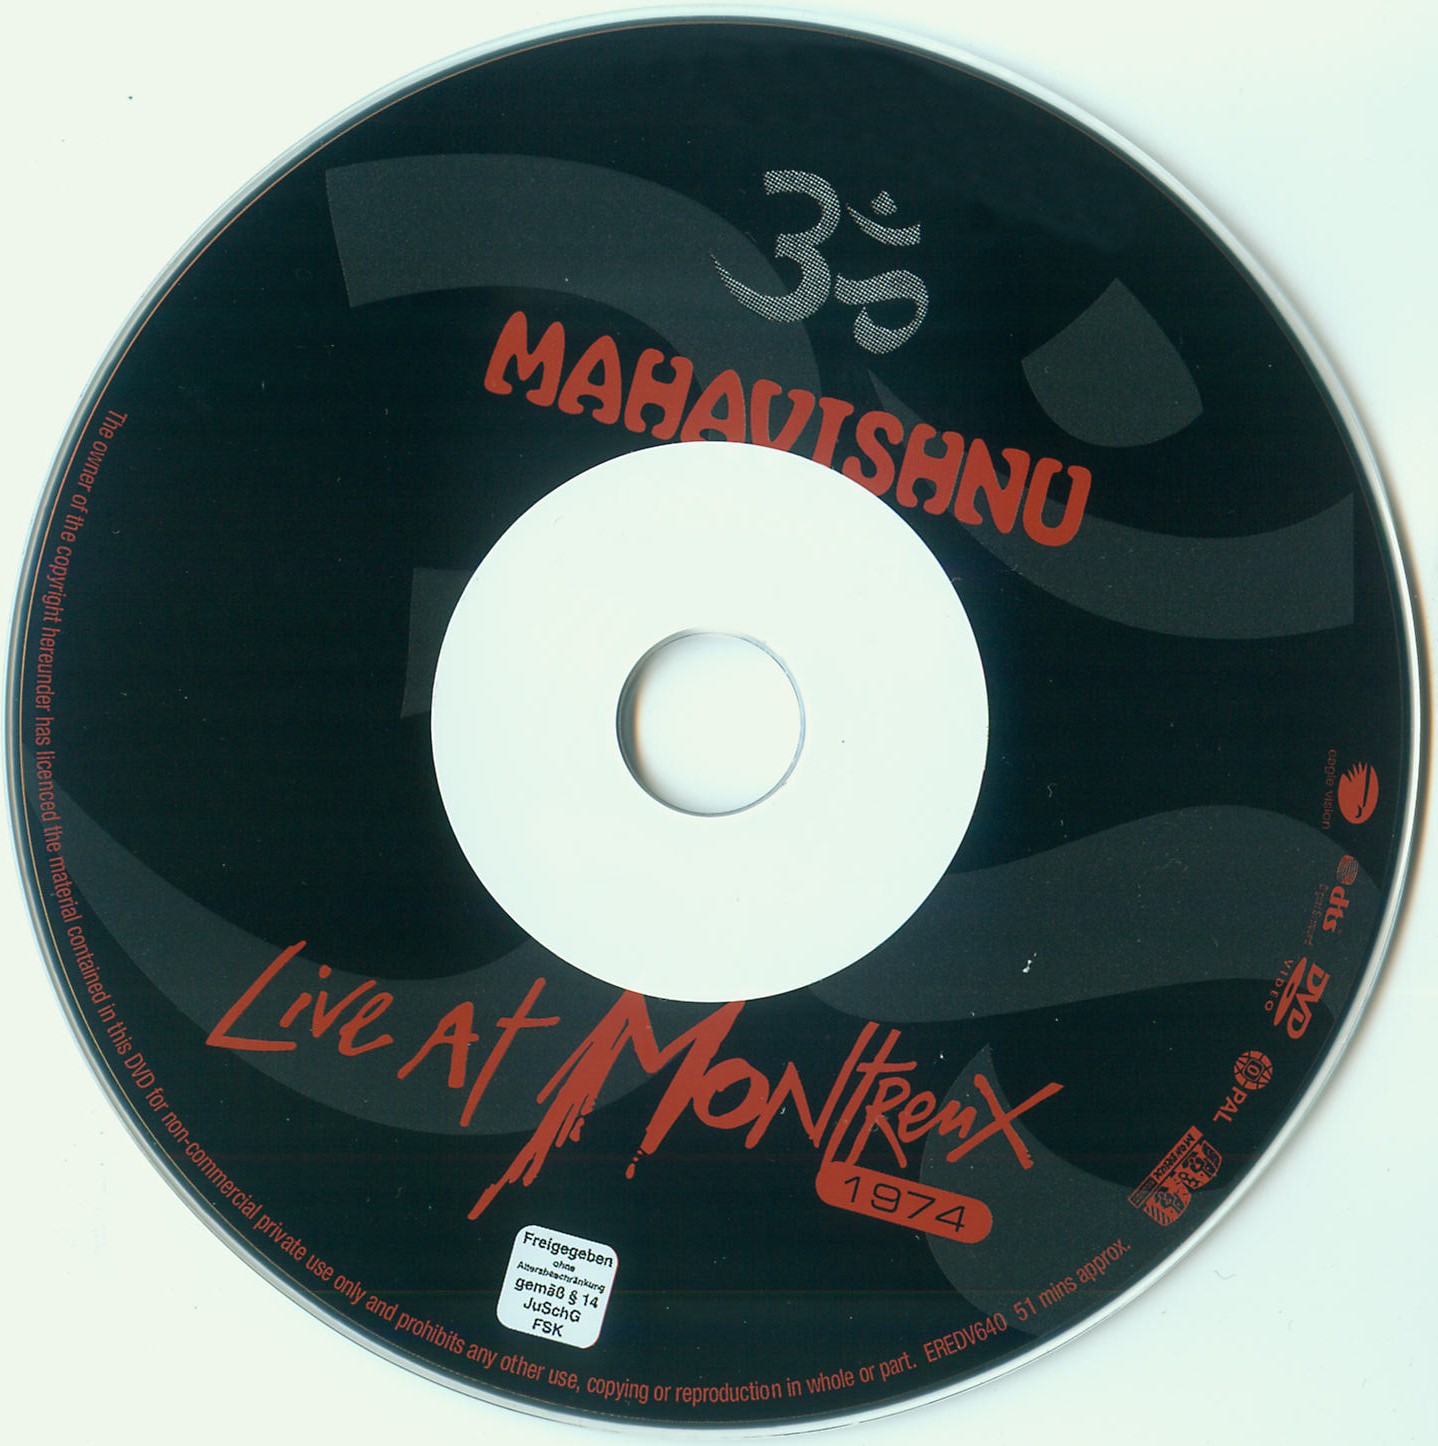 ॐ
MAHAVISHNU
Live At Montreux
1974
eagle vision
dts
DVD
VIDEO
0
PAL
MONTREUX
Freigegeben
ohne
Altersbeschränkung
gemäß § 14
JuSchG
FSK
The owner of the copyright hereunder has licenced the material contained in this DVD for non-commercial private use only and prohibits any other use, copying or reproduction in whole or part. EREDV640 51 mins approx.